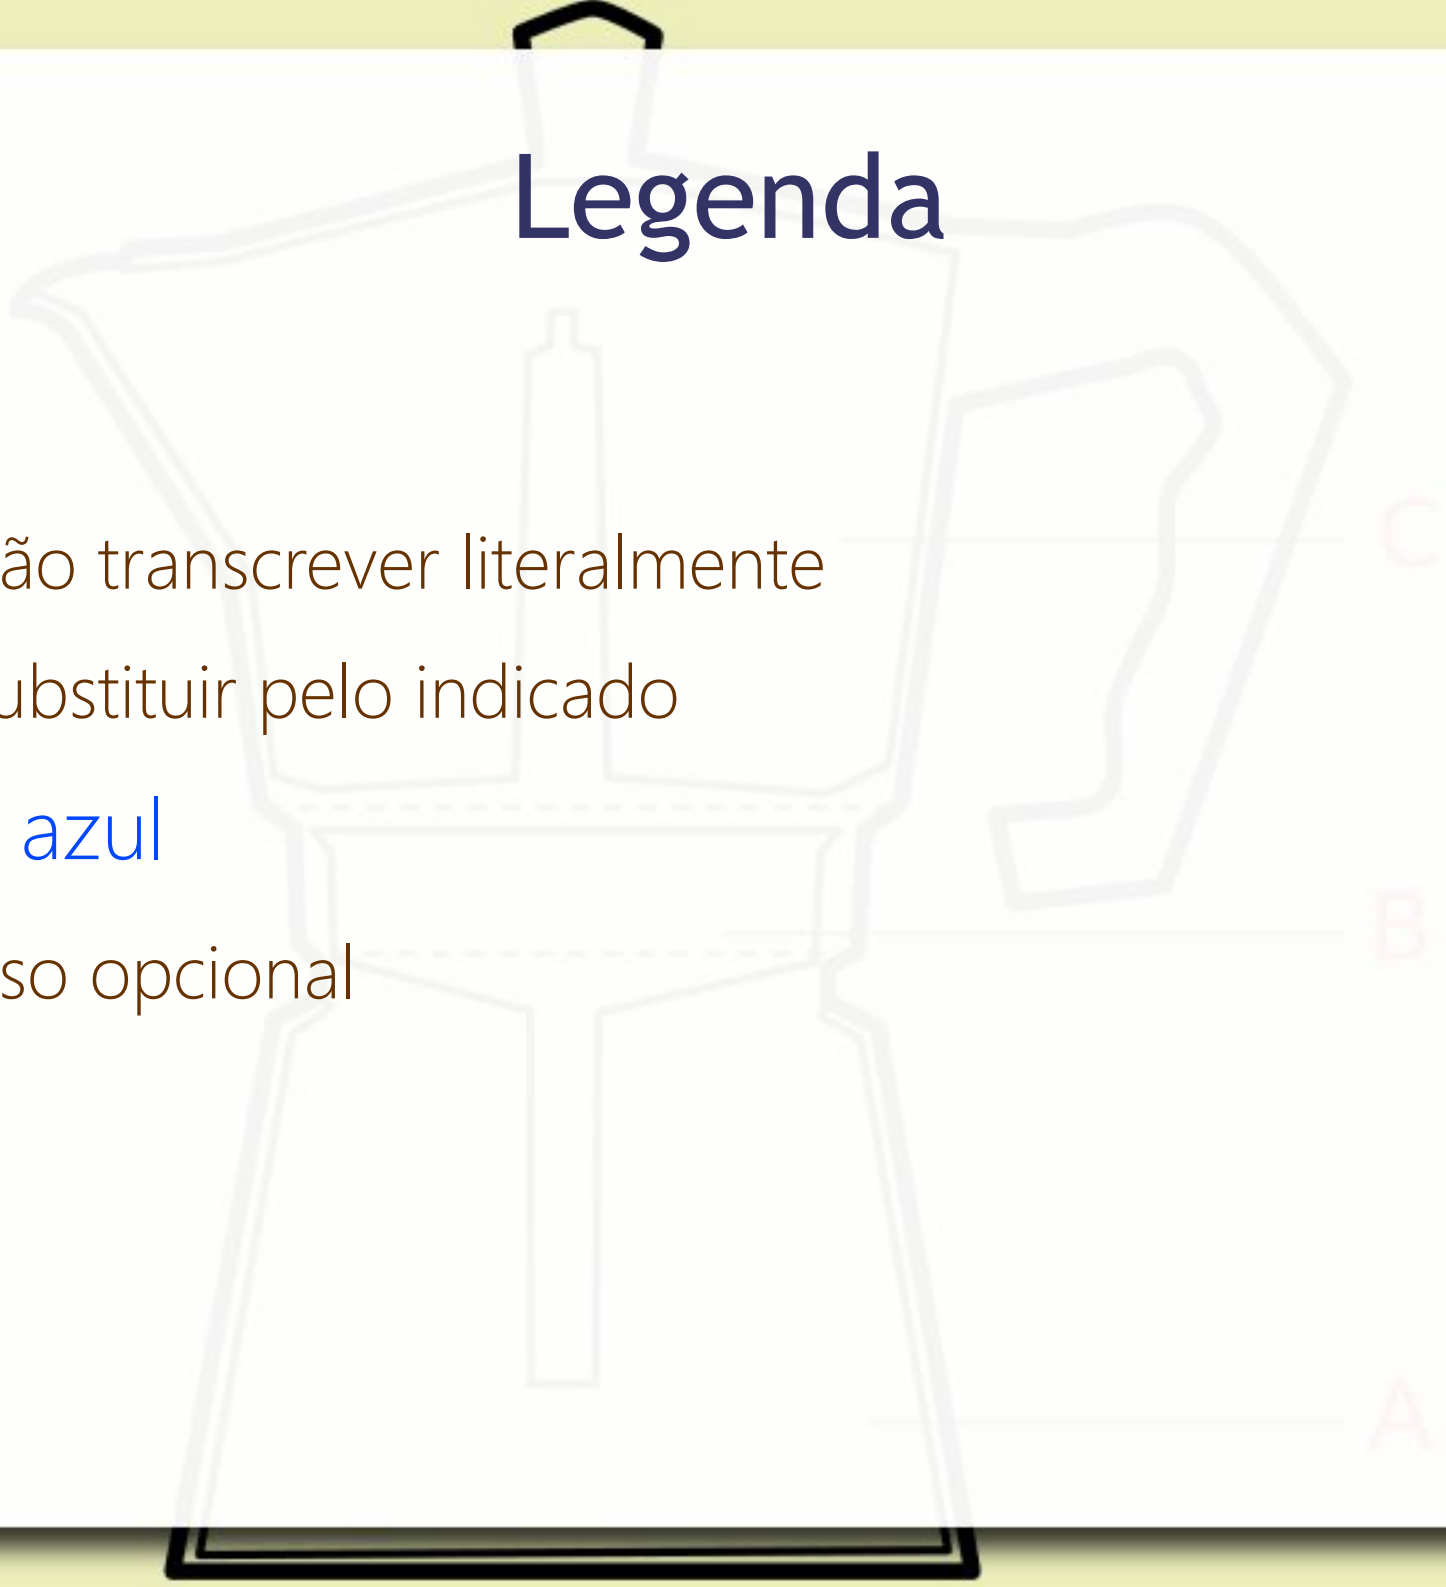 Legenda
ão transcrever literalmente
ubstituir pelo indicado
azul
so opcional
C
B
A